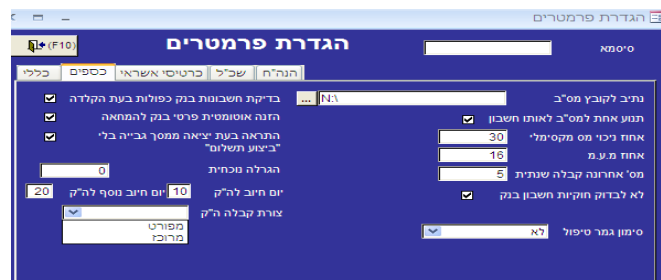 הגדרת פרמטרים
(F10)
הגדרת פרמטרים
סיסמא
הנה"ח שכ"ל כרטיסי אשראי כספים כללי
נתיב לקובץ מס"ב N:\ ...
תנוע אחת למס"ב לאותו חשבון
אחוז ניכוי מס מקסימלי 30
אחוז מ.ע.מ 16
מס' אחרונה קבלה שנתית 5
לא לבדוק חוקיות חשבון בנק
סימון גמר טיפול לא
בדיקת חשבונות בנק כפולות בעת הקלדה
הזנה אוטומטית פרטי בנק להמחאה
התראה בעת יציאה ממסך גבייה בלי
"ביצוע תשלום"
הגרלה נוכחית 0
יום חיוב לה"ק 10 יום חיוב נוסף לה"ק 20
צורת קבלה ה"ק
מפורט
מרוכז